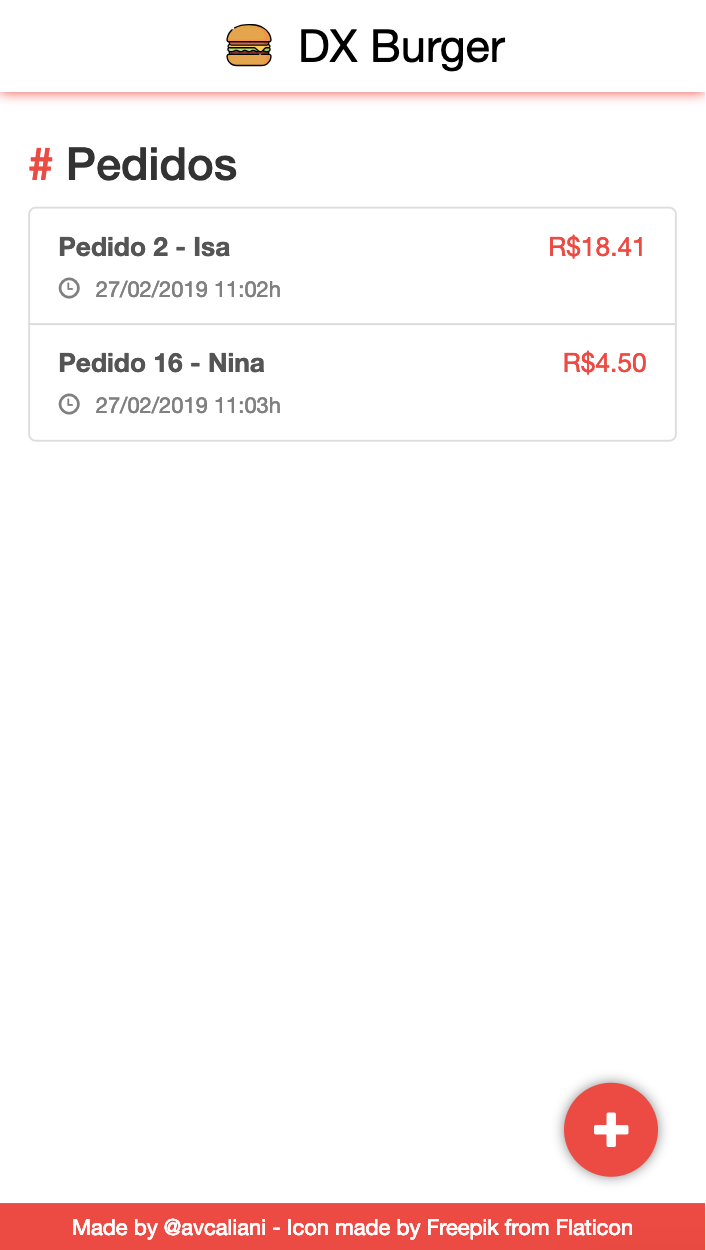 DX Burger
# Pedidos
Pedido 2 - Isa R$18.41
27/02/2019 11:02h
Pedido 16 - Nina R$4.50
27/02/2019 11:03h
Made by @avcaliani - Icon made by Freepik from Flaticon